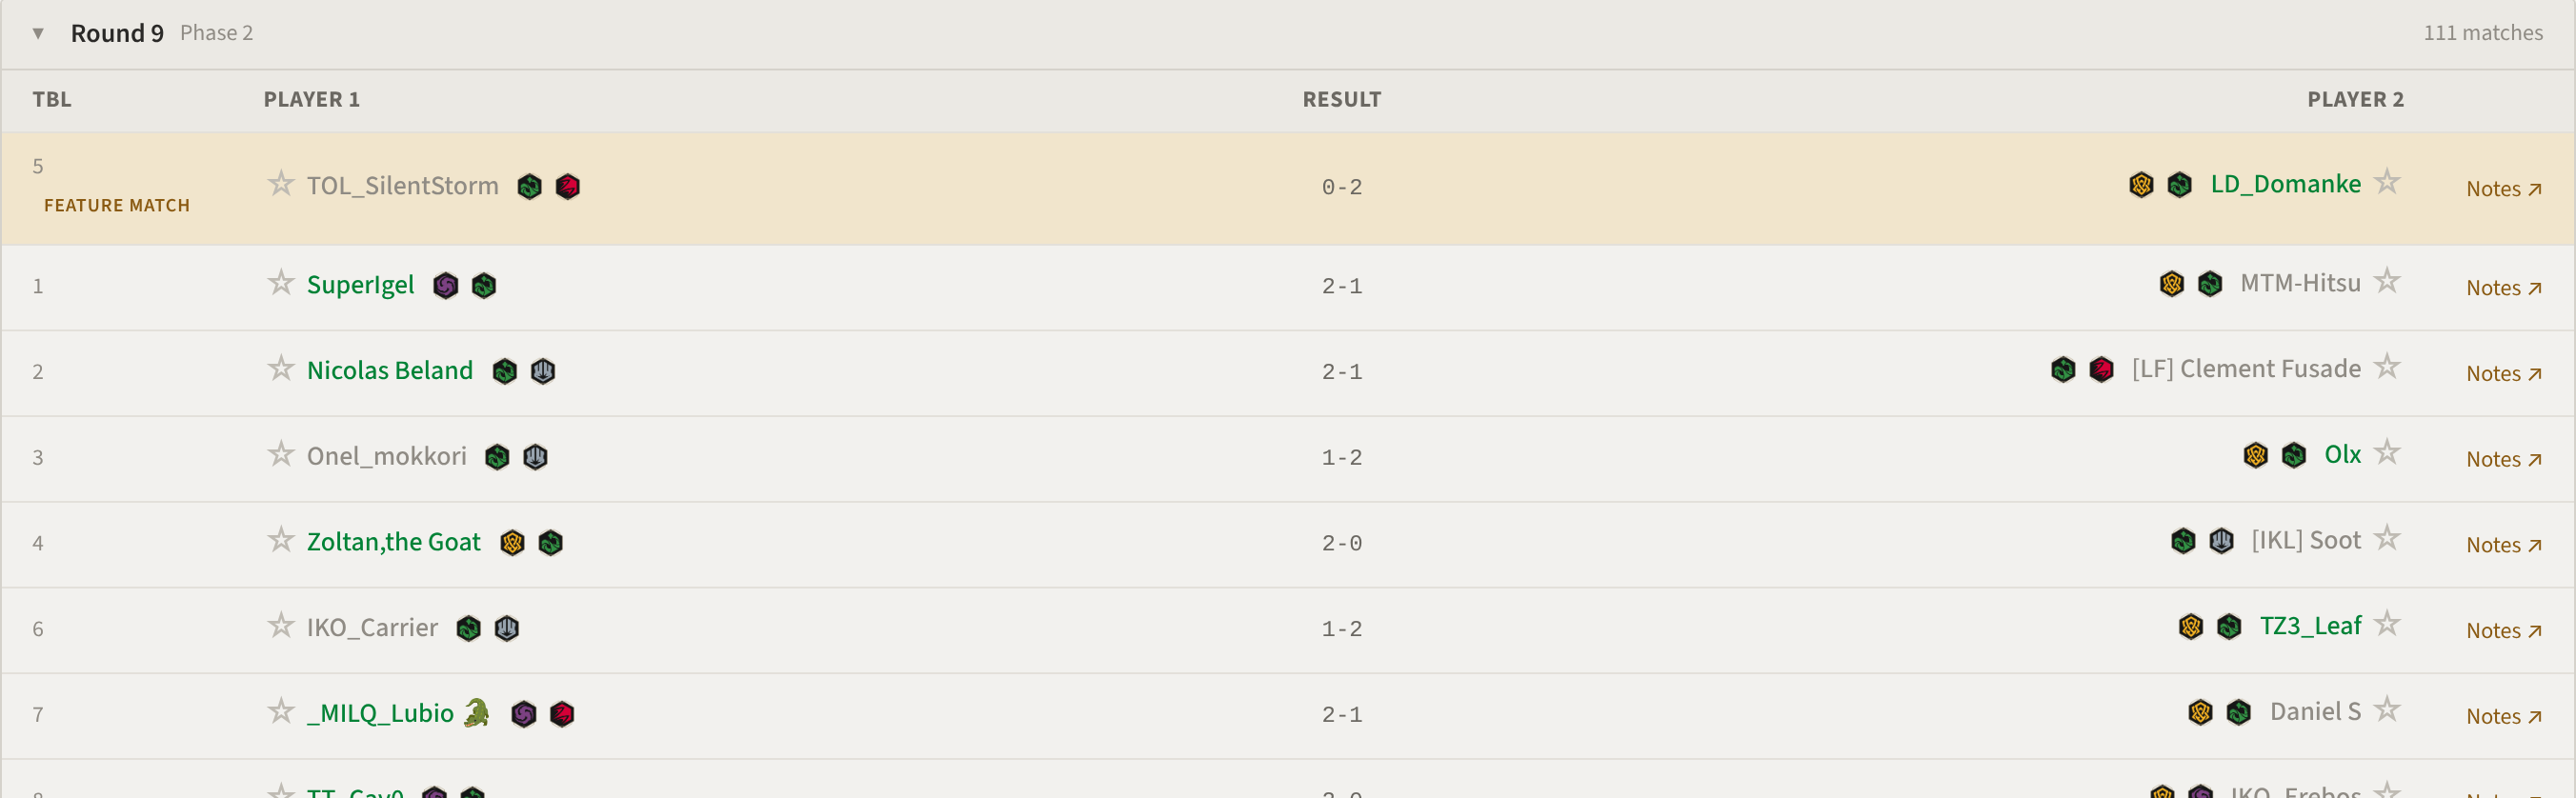 ▼ Round 9 Phase 2 111 matches
TBL PLAYER 1 RESULT PLAYER 2
5 FEATURE MATCH TOL_SilentStorm 0-2 LD_Domanke Notes ↗
1 SuperIgel 2-1 MTM-Hitsu Notes ↗
2 Nicolas Beland 2-1 [LF] Clement Fusade Notes ↗
3 Onel_mokkori 1-2 Olx Notes ↗
4 Zoltan,the Goat 2-0 [IKL] Soot Notes ↗
6 IKO_Carrier 1-2 TZ3_Leaf Notes ↗
7 _MILQ_Lubio 🐊 2-1 Daniel S Notes ↗